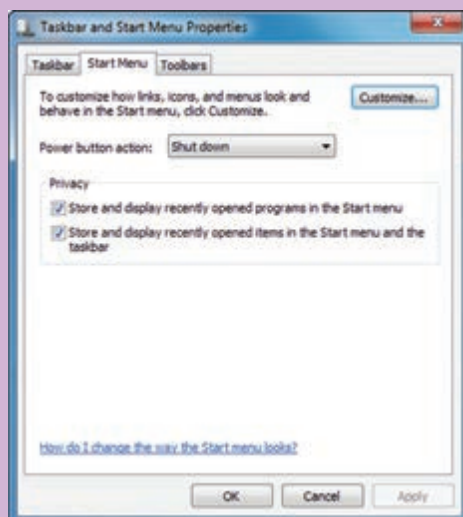 Taskbar and Start Menu Properties
Taskbar Start Menu Toolbars
To customize how links, icons, and menus look and
behave in the Start menu, click Customize.
Customize...
Power button action: Shut down
Privacy
Store and display recently opened programs in the Start menu
Store and display recently opened items in the Start menu and the
taskbar
How do I change the way the Start menu looks?
OK Cancel Apply